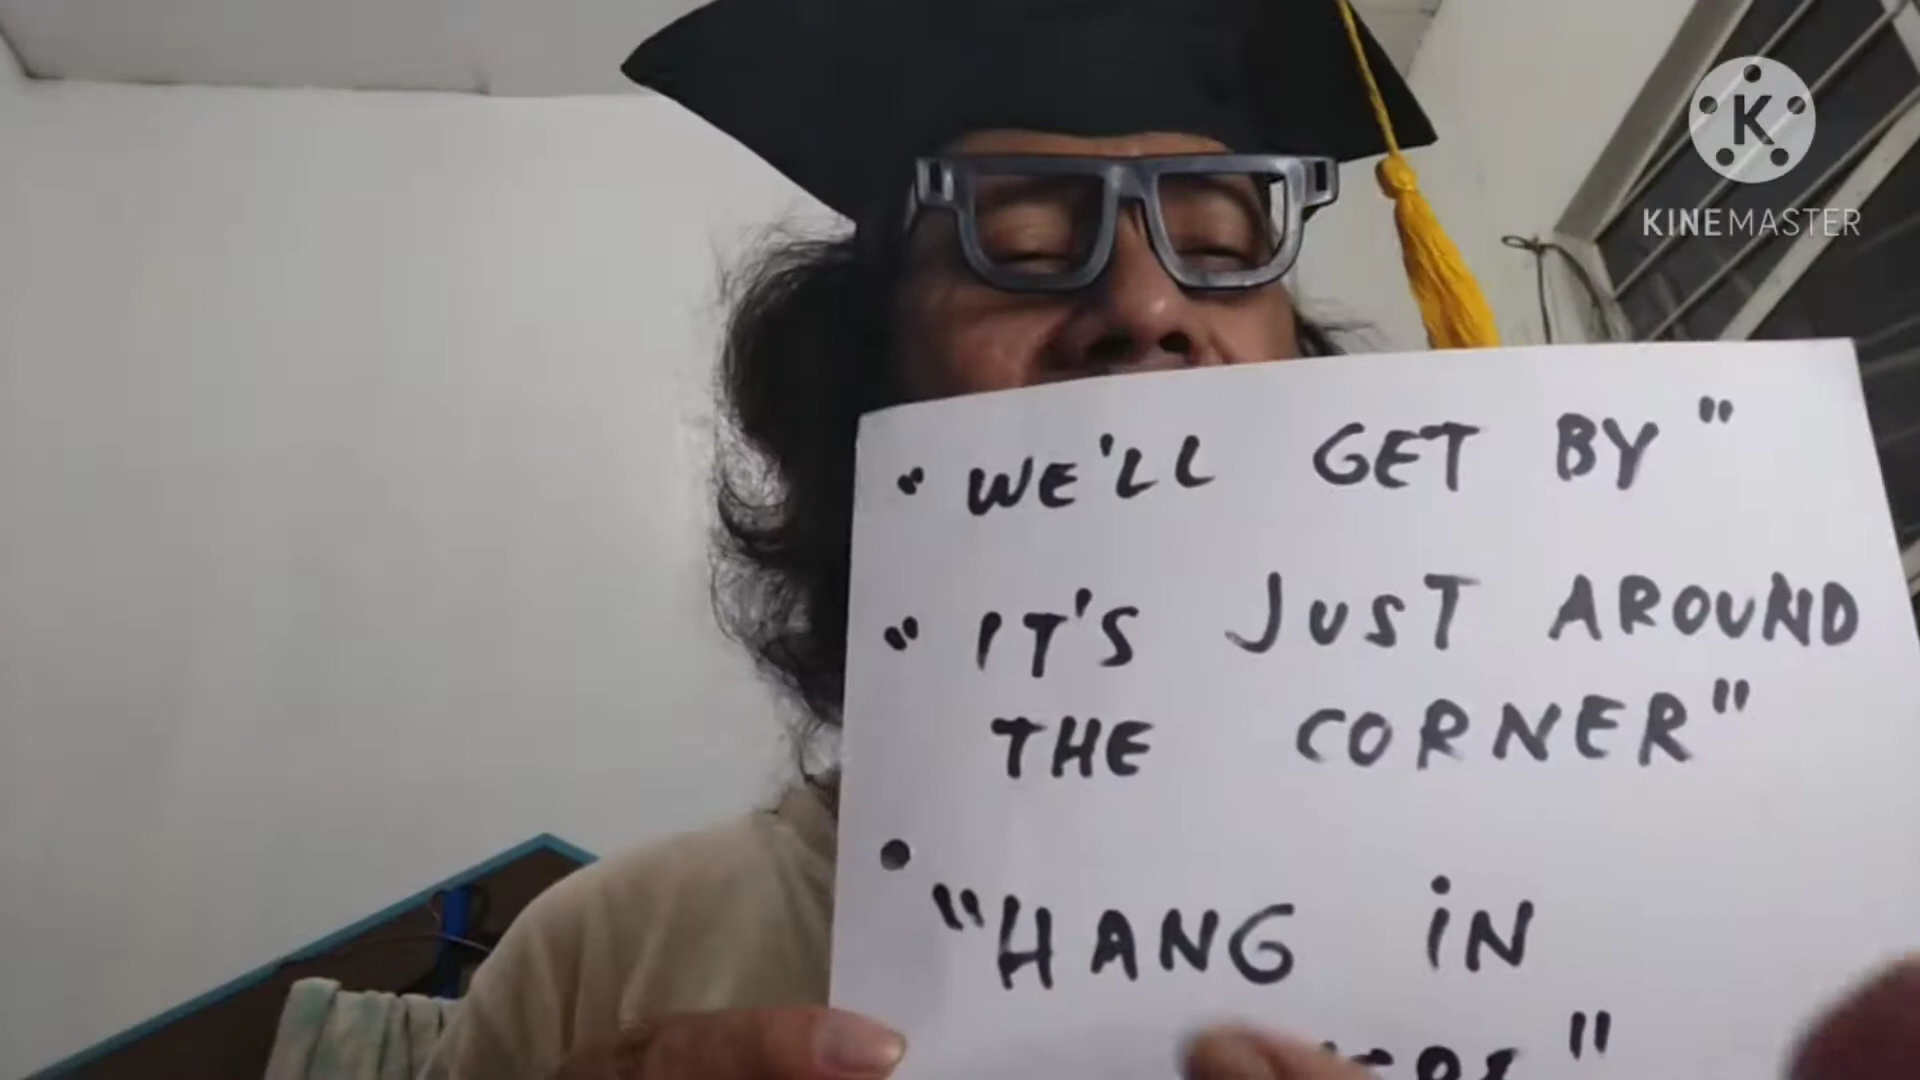 KINEMASTER
"WE'LL GET BY"
"IT'S JUST AROUND
THE CORNER"
"HANG iN